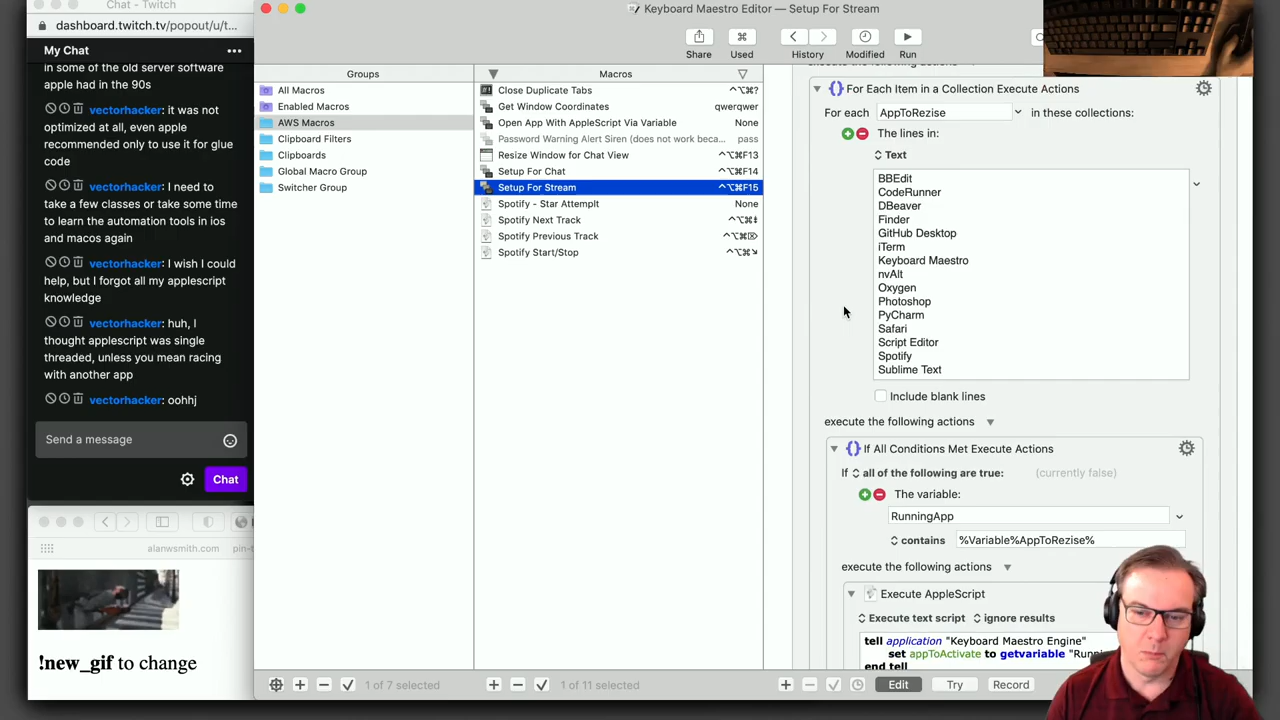 Chat - Twitch
dashboard.twitch.tv/popout/u/t...
My Chat
in some of the old server software
apple had in the 90s
vectorhacker: it was not
optimized at all, even apple
recommended only to use it for glue
code
vectorhacker: I need to
take a few classes or take some time
to learn the automation tools in ios
and macos again
vectorhacker: I wish I could
help, but I forgot all my applescript
knowledge
vectorhacker: huh, I
thought applescript was single
threaded, unless you mean racing
with another app
vectorhacker: oohhj
Send a message
Chat
alanwsmith.com
pin-t
!new_gif to change
Keyboard Maestro Editor — Setup For Stream
Share
Used
History
Modified
Run
Groups
All Macros
Enabled Macros
AWS Macros
Clipboard Filters
Clipboards
Global Macro Group
Switcher Group
Macros
Close Duplicate Tabs ^⌥⌘?
Get Window Coordinates qwerqwer
Open App With AppleScript Via Variable None
Password Warning Alert Siren (does not work beca... pass
Resize Window for Chat View ^⌥⌘F13
Setup For Chat ^⌥⌘F14
Setup For Stream ^⌥⌘F15
Spotify - Star Attemplt None
Spotify Next Track ^⌥⌘⇟
Spotify Previous Track ^⌥⌘⌦
Spotify Start/Stop ^⌥⌘↘
execute the following actions
For Each Item in a Collection Execute Actions
For each AppToRezise in these collections:
The lines in:
Text
BBEdit
CodeRunner
DBeaver
Finder
GitHub Desktop
iTerm
Keyboard Maestro
nvAlt
Oxygen
Photoshop
PyCharm
Safari
Script Editor
Spotify
Sublime Text
Include blank lines
execute the following actions
If All Conditions Met Execute Actions
If all of the following are true: (currently false)
The variable:
RunningApp
contains %Variable%AppToRezise%
execute the following actions
Execute AppleScript
Execute text script ignore results
tell application "Keyboard Maestro Engine"
set appToActivate to getvariable "Runni
end tell
1 of 7 selected
1 of 11 selected
Edit
Try
Record